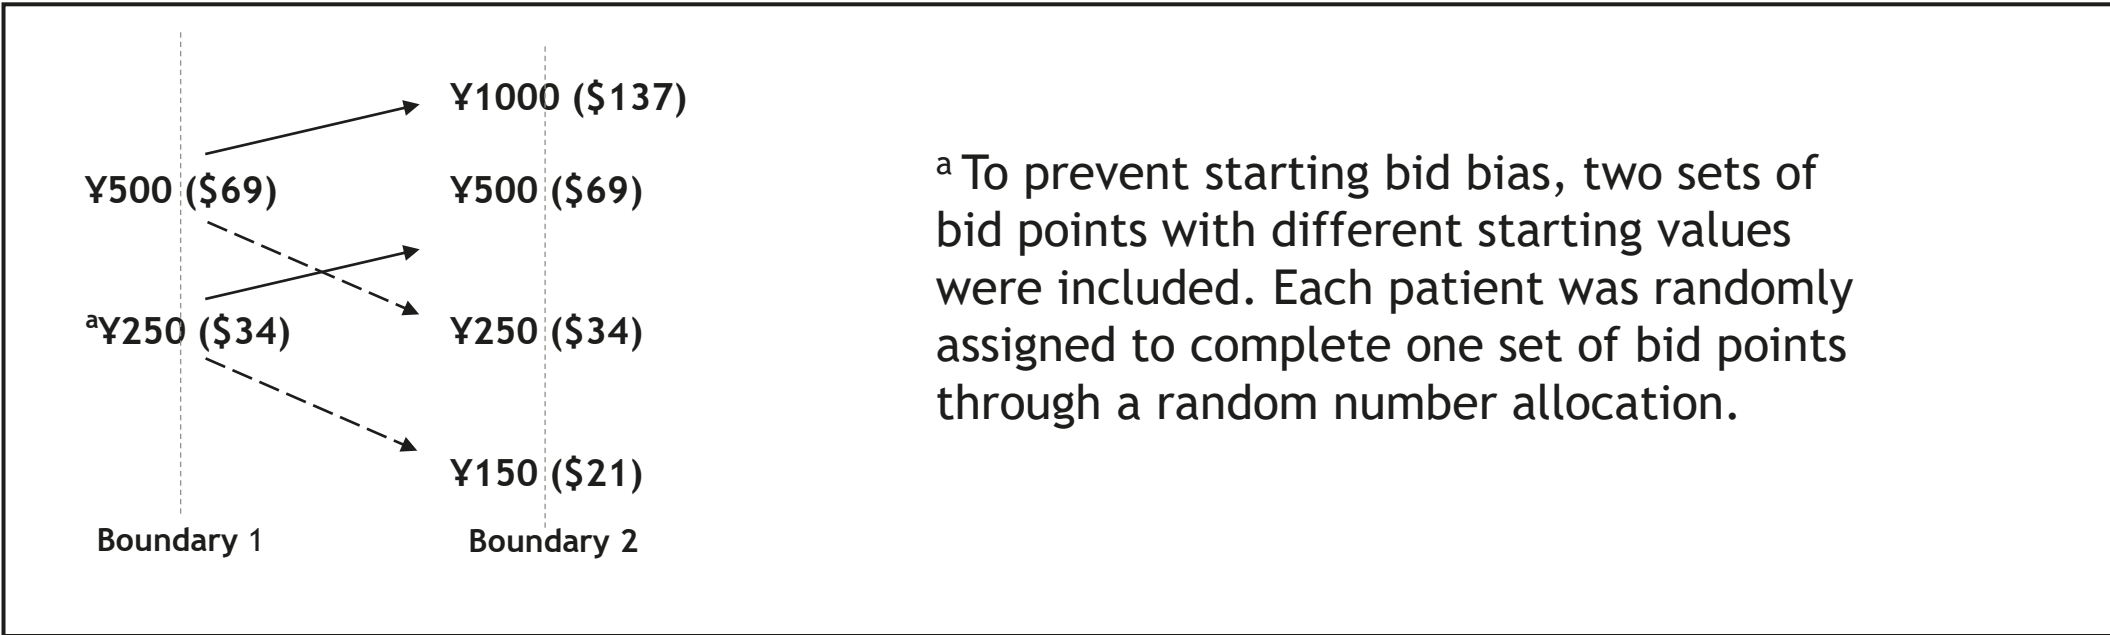 ¥1000 ($137)
¥500 ($69) ¥500 ($69)
ᵃ¥250 ($34) ¥250 ($34)
¥150 ($21)
Boundary 1 Boundary 2
ᵃ To prevent starting bid bias, two sets of
bid points with different starting values
were included. Each patient was randomly
assigned to complete one set of bid points
through a random number allocation.